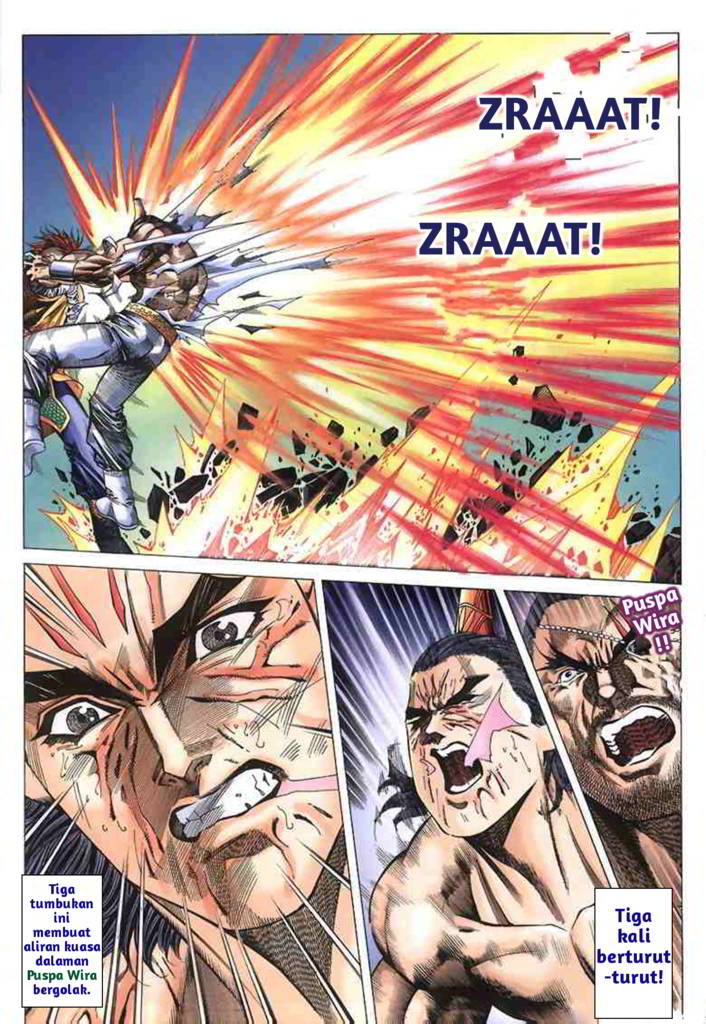 ZRAAAT!
ZRAAAT!
Puspa
Wira
!!
Tiga
tumbukan
ini
membuat
aliran kuasa
dalaman
Puspa Wira
bergolak.
Tiga
kali
berturut
-turut!